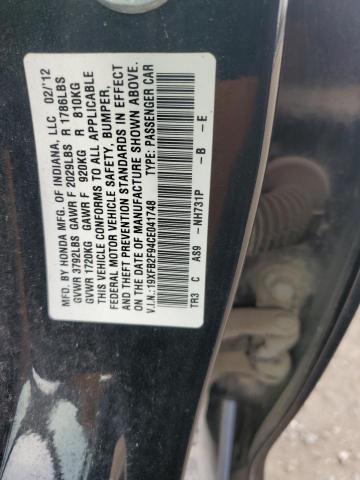 MFD. BY HONDA MFG. OF INDIANA, LLC 02/'12
GVWR 3792LBS GAWR F 2029LBS R 1786LBS
GVWR 1720KG GAWR F 920KG R 810KG
THIS VEHICLE CONFORMS TO ALL APPLICABLE
FEDERAL MOTOR VEHICLE SAFETY, BUMPER,
AND THEFT PREVENTION STANDARDS IN EFFECT
ON THE DATE OF MANUFACTURE SHOWN ABOVE.
V.I.N.: 19XFB2F94CE041748 TYPE: PASSENGER CAR
TR3 C A89 -NH731P -B -E